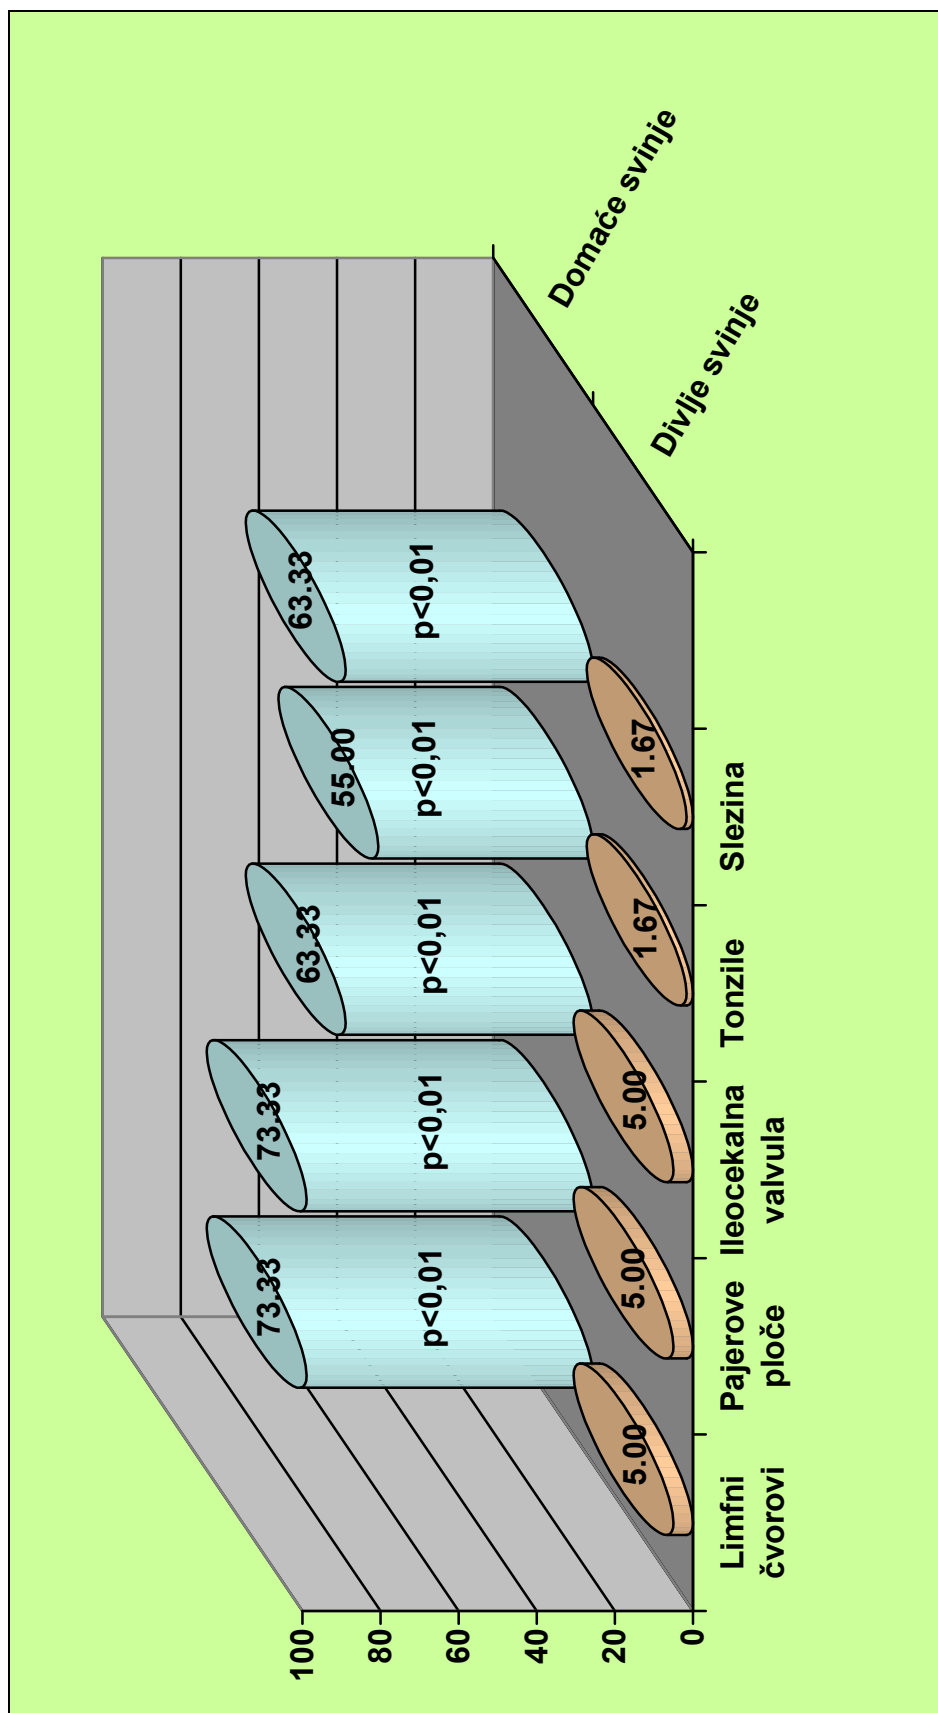 100
80
60
40
20
0
73.33
73.33
63.33
55.00
63.33
p<0,01
p<0,01
p<0,01
p<0,01
p<0,01
5.00
5.00
5.00
1.67
1.67
Limfni
čvorovi
Pajerove
ploče
Ileocekalna
valvula
Tonzile
Slezina
Divlje svinje
Domaće svinje